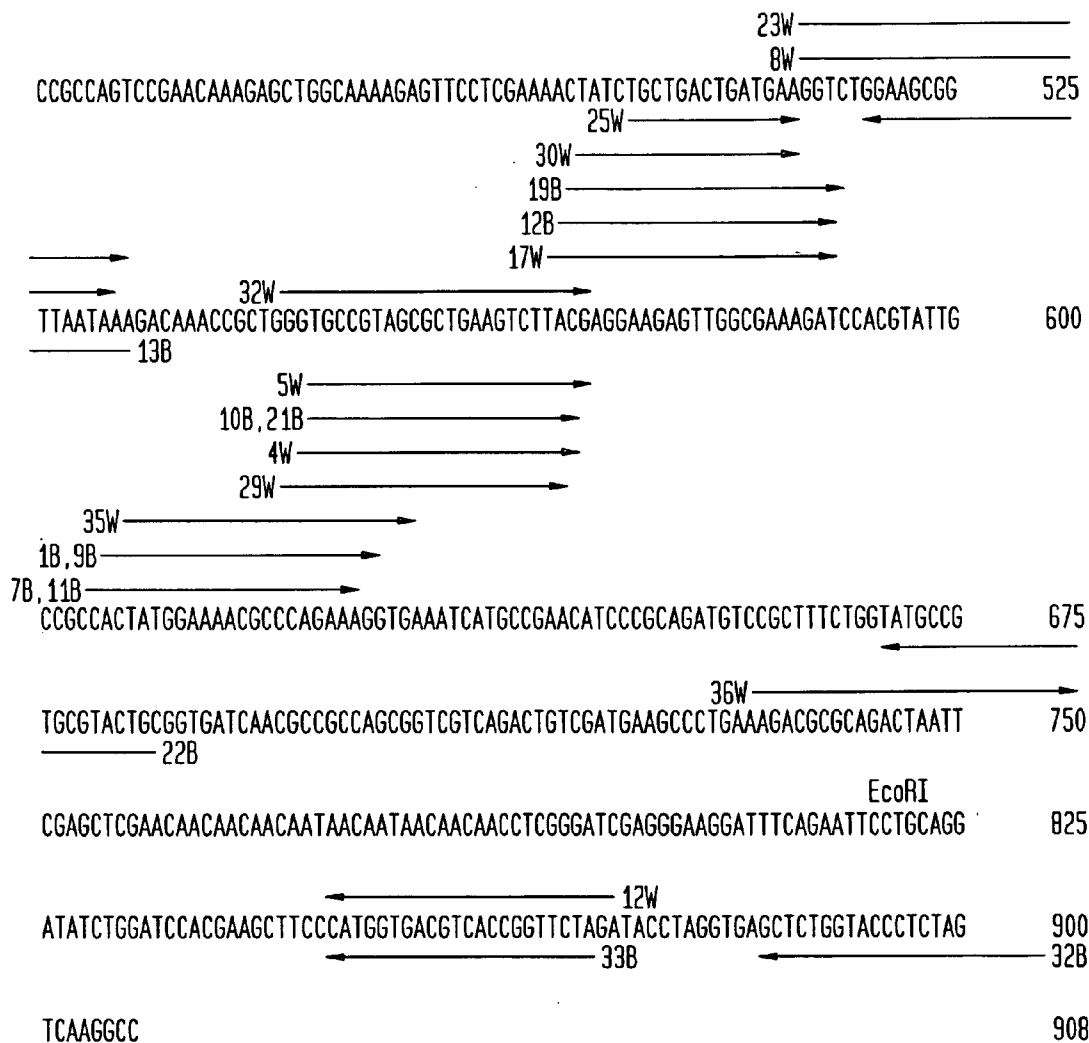 23W
8W
CCGCCAGTCCGAACAAAGAGCTGGCAAAAGAGTTCCTCGAAAACTATCTGCTGACTGATGAAGGTCTGGAAGCGG 525
25W
30W
19B
12B
17W
32W
TTAATAAAGACAAACCGCTGGGTGCCGTAGCGCTGAAGTCTTACGAGGAAGAGTTGGCGAAAGATCCACGTATTG 600
13B
5W
10B,21B
4W
29W
35W
1B,9B
7B,11B
CCGCCACTATGGAAAACGCCCAGAAAGGTGAAATCATGCCGAACATCCCGCAGATGTCCGCTTTCTGGTATGCCG 675
36W
TGCGTACTGCGGTGATCAACGCCGCCAGCGGTCGTCAGACTGTCGATGAAGCCCTGAAAGACGCGCAGACTAATT 750
22B
EcoRI
CGAGCTCGAACAACAACAACAATAACAATAACAACAACCTCGGGATCGAGGGAAGGATTTCAGAATTCCTGCAGG 825
12W
ATATCTGGATCCACGAAGCTTCCCATGGTGACGTCACCGGTTCTAGATACCTAGGTGAGCTCTGGTACCCTCTAG 900
33B 32B
TCAAGGCC 908